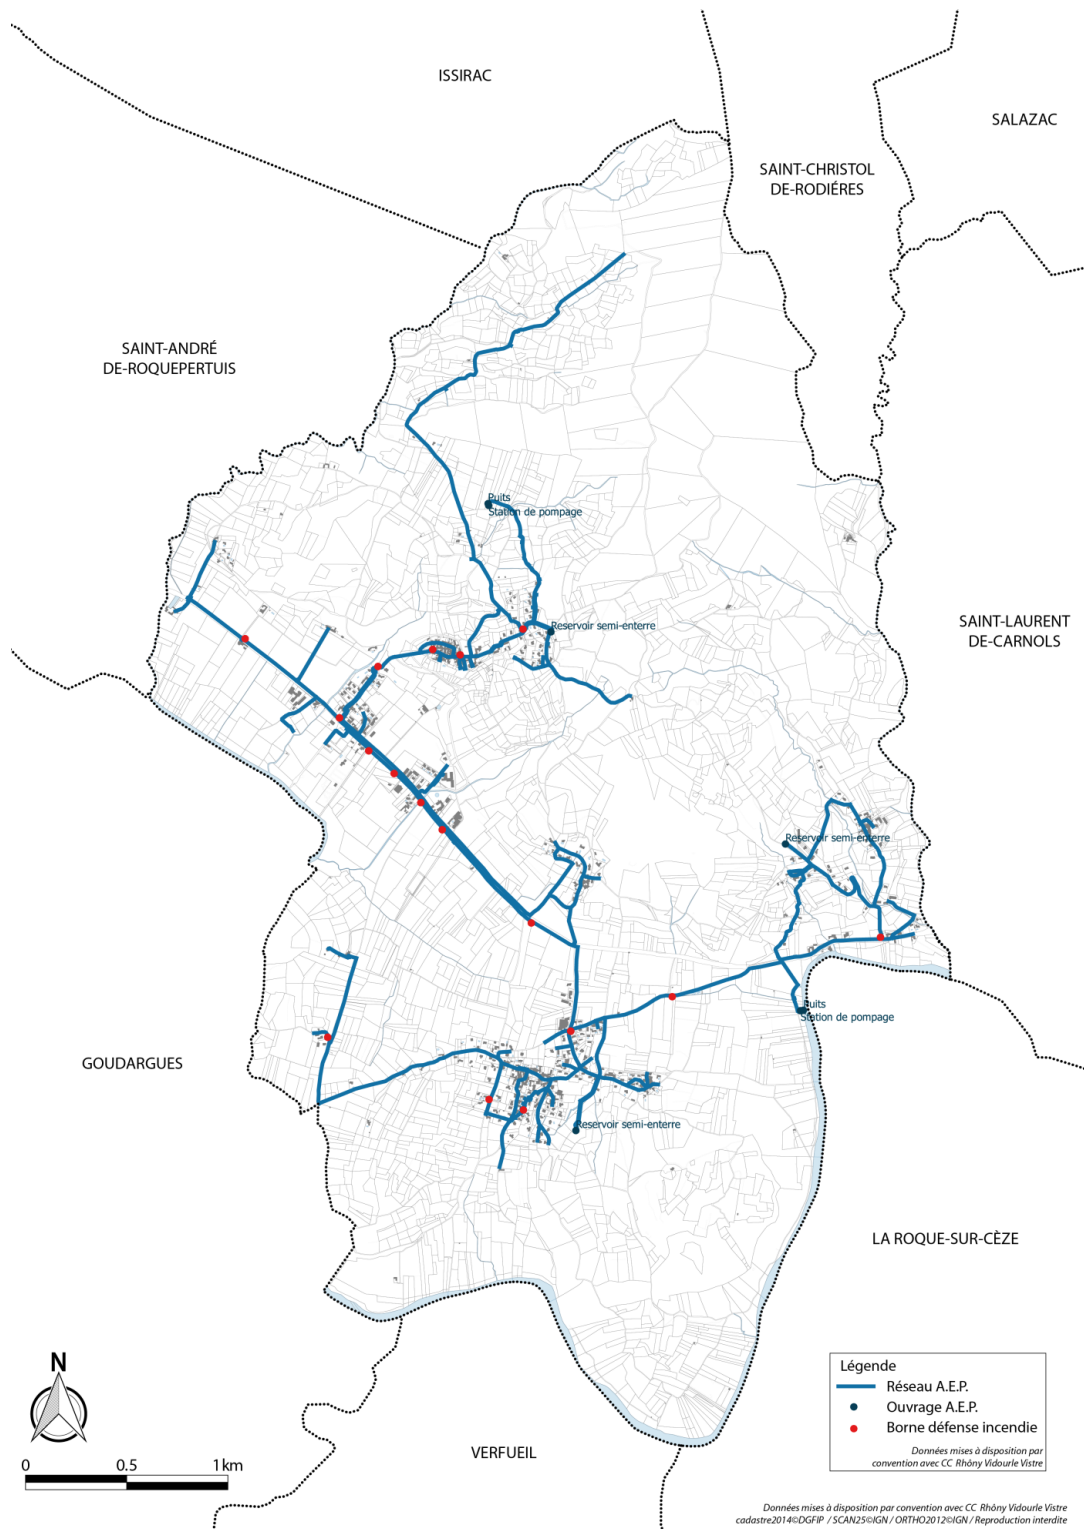 ISSIRAC
SALAZAC
SAINT-CHRISTOL
DE-RODIÉRES
SAINT-ANDRÉ
DE-ROQUEPERTUIS
Puits
Station de pompage
Reservoir semi-enterre
SAINT-LAURENT
DE-CARNOLS
Reservoir semi-enterre
Puits
Station de pompage
GOUDARGUES
Reservoir semi-enterre
LA ROQUE-SUR-CÈZE
VERFUEIL
N
0 0.5 1km
Légende
Réseau A.E.P.
Ouvrage A.E.P.
Borne défense incendie
Données mises à disposition par
convention avec CC Rhôny Vidourle Vistre
Données mises à disposition par convention avec CC Rhôny Vidourle Vistre
cadastre2014©DGFIP / SCAN25©IGN / ORTHO2012©IGN / Reproduction interdite